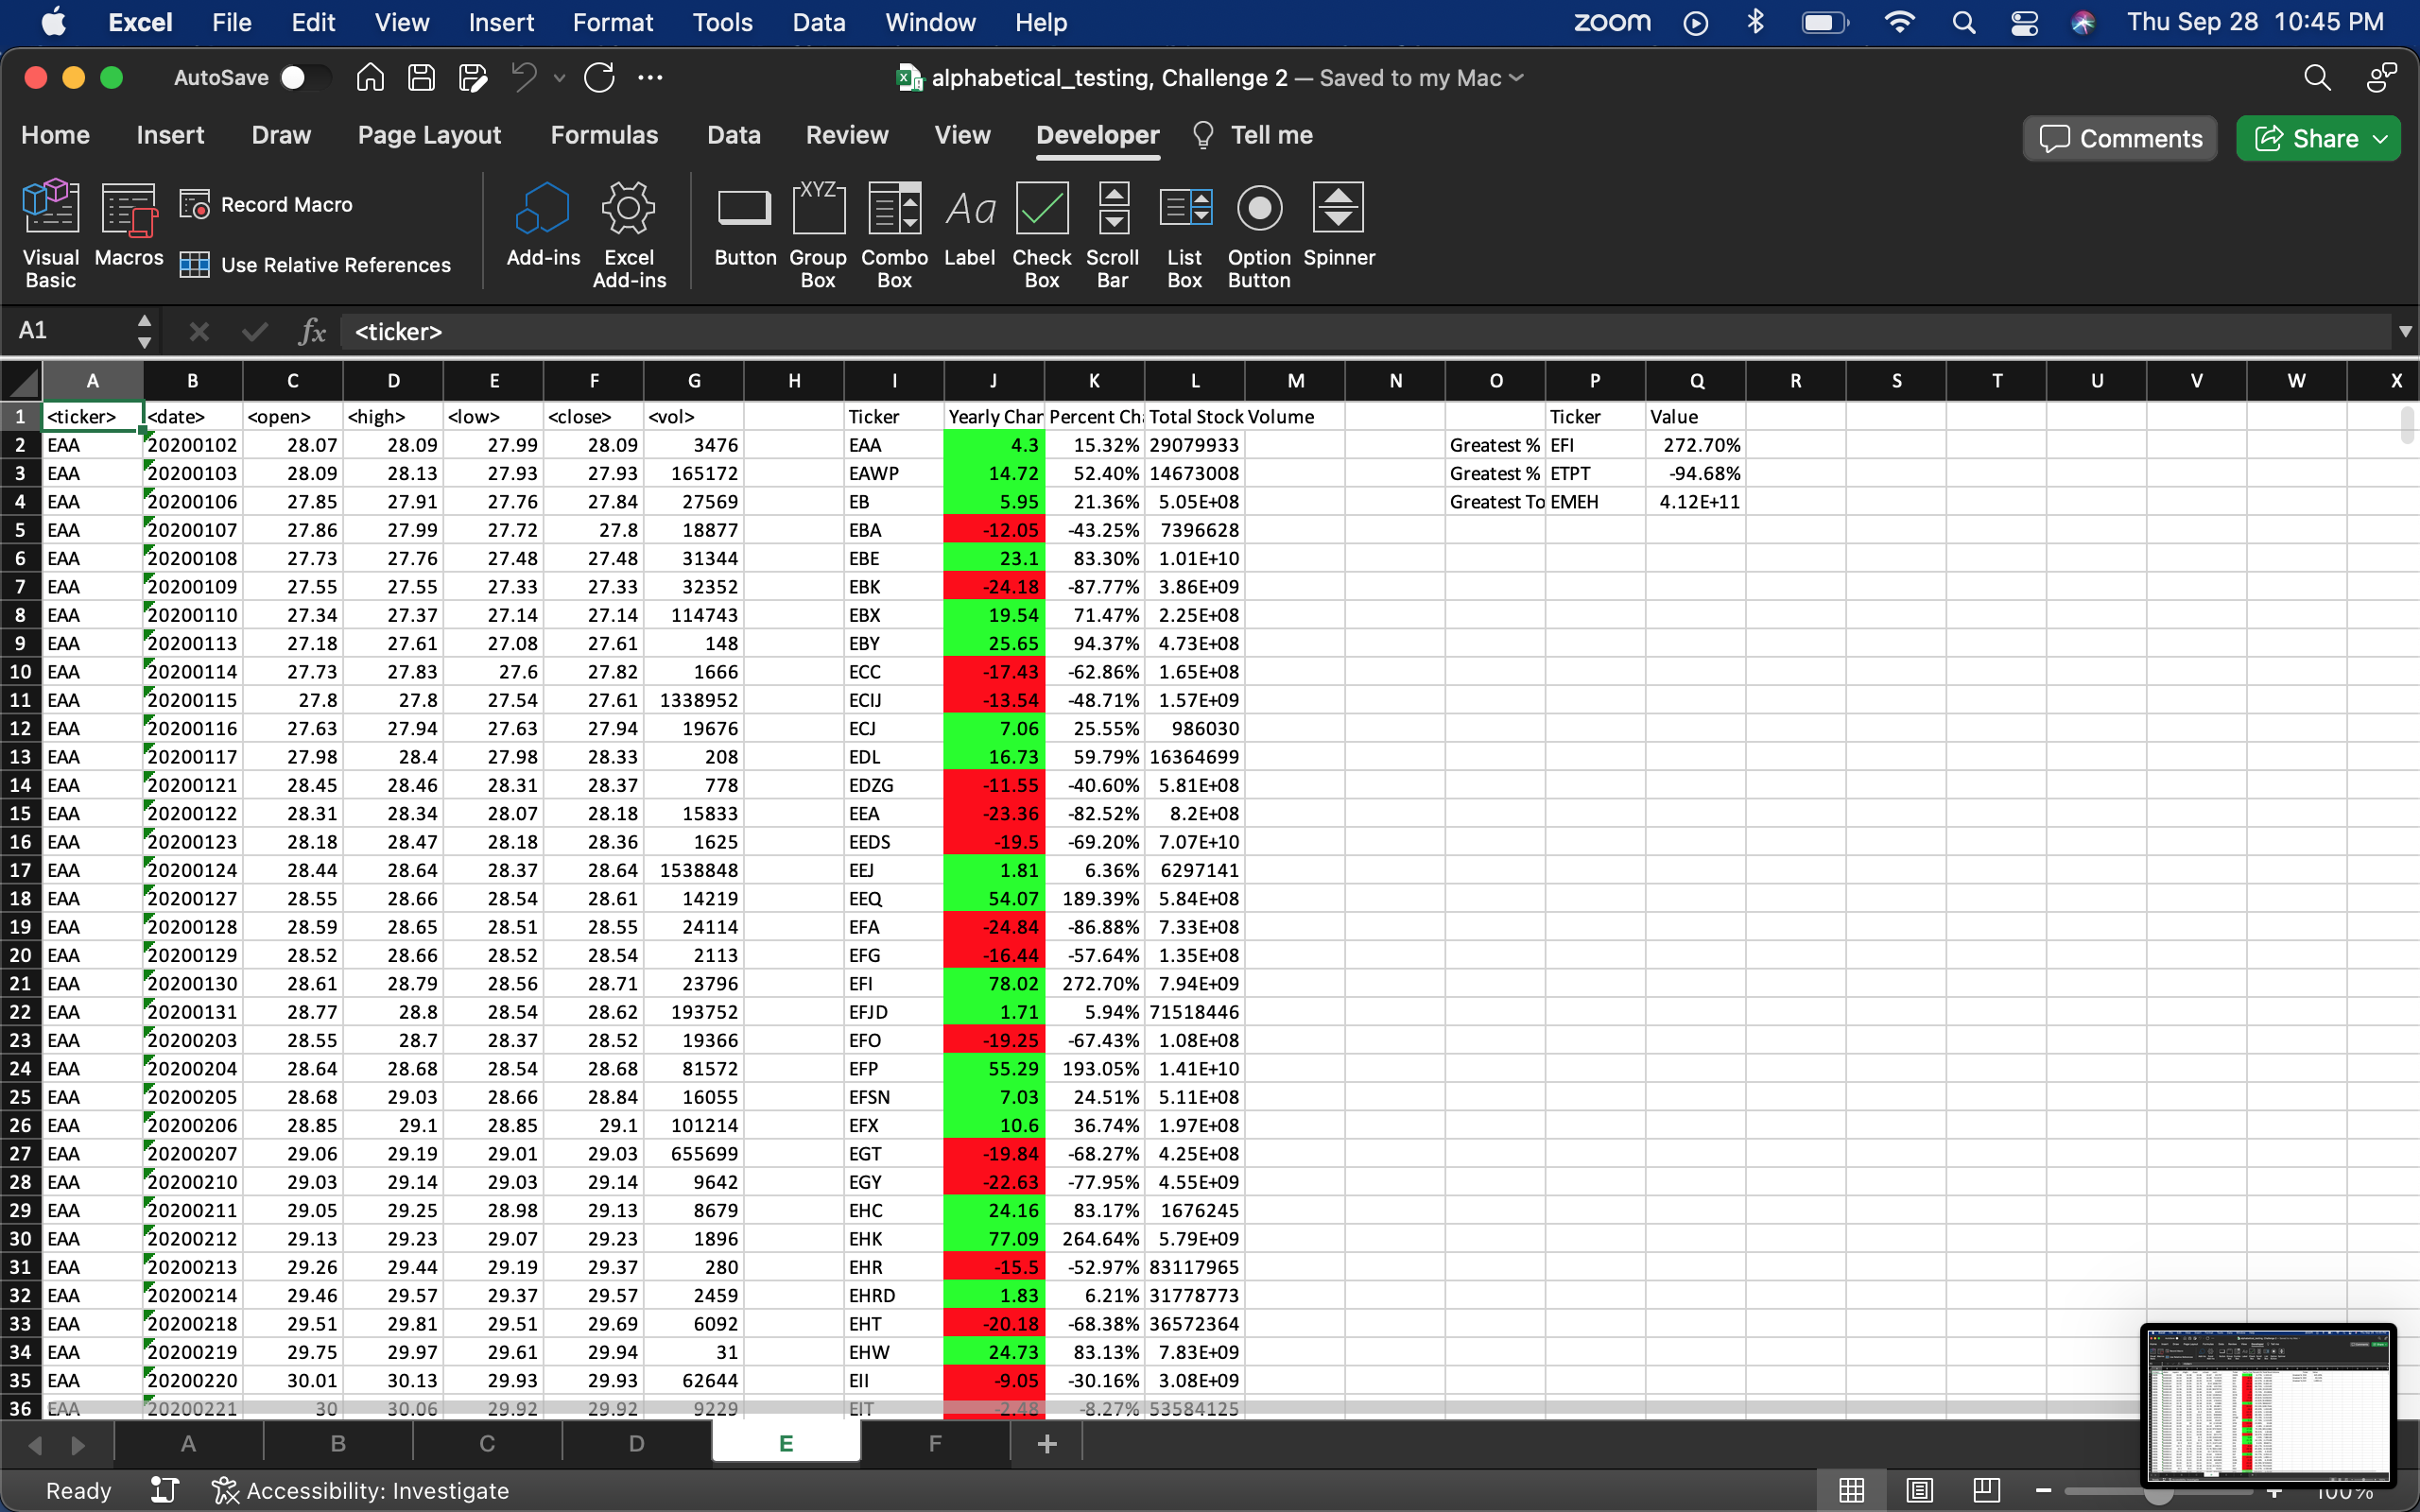 Excel File Edit View Insert Format Tools Data Window Help zoom Thu Sep 28 10:45 PM
AutoSave alphabetical_testing, Challenge 2 — Saved to my Mac
Home Insert Draw Page Layout Formulas Data Review View Developer Tell me Comments Share
Visual Basic Macros Record Macro Use Relative References Add-ins Excel Add-ins Button XYZ Group Box Combo Box Aa Label Check Box Scroll Bar List Box Option Button Spinner
A1 fx <ticker>
A B C D E F G H I J K L M N O P Q R S T U V W X
1 <ticker> <date> <open> <high> <low> <close> <vol> Ticker Yearly Char Percent Ch Total Stock Volume Ticker Value
2 EAA 20200102 28.07 28.09 27.99 28.09 3476 EAA 4.3 15.32% 29079933 Greatest % EFI 272.70%
3 EAA 20200103 28.09 28.13 27.93 27.93 165172 EAWP 14.72 52.40% 14673008 Greatest % ETPT -94.68%
4 EAA 20200106 27.85 27.91 27.76 27.84 27569 EB 5.95 21.36% 5.05E+08 Greatest To EMEH 4.12E+11
5 EAA 20200107 27.86 27.99 27.72 27.8 18877 EBA -12.05 -43.25% 7396628
6 EAA 20200108 27.73 27.76 27.48 27.48 31344 EBE 23.1 83.30% 1.01E+10
7 EAA 20200109 27.55 27.55 27.33 27.33 32352 EBK -24.18 -87.77% 3.86E+09
8 EAA 20200110 27.34 27.37 27.14 27.14 114743 EBX 19.54 71.47% 2.25E+08
9 EAA 20200113 27.18 27.61 27.08 27.61 148 EBY 25.65 94.37% 4.73E+08
10 EAA 20200114 27.73 27.83 27.6 27.82 1666 ECC -17.43 -62.86% 1.65E+08
11 EAA 20200115 27.8 27.8 27.54 27.61 1338952 ECIJ -13.54 -48.71% 1.57E+09
12 EAA 20200116 27.63 27.94 27.63 27.94 19676 ECJ 7.06 25.55% 986030
13 EAA 20200117 27.98 28.4 27.98 28.33 208 EDL 16.73 59.79% 16364699
14 EAA 20200121 28.45 28.46 28.31 28.37 778 EDZG -11.55 -40.60% 5.81E+08
15 EAA 20200122 28.31 28.34 28.07 28.18 15833 EEA -23.36 -82.52% 8.2E+08
16 EAA 20200123 28.18 28.47 28.18 28.36 1625 EEDS -19.5 -69.20% 7.07E+10
17 EAA 20200124 28.44 28.64 28.37 28.64 1538848 EEJ 1.81 6.36% 6297141
18 EAA 20200127 28.55 28.66 28.54 28.61 14219 EEQ 54.07 189.39% 5.84E+08
19 EAA 20200128 28.59 28.65 28.51 28.55 24114 EFA -24.84 -86.88% 7.33E+08
20 EAA 20200129 28.52 28.66 28.52 28.54 2113 EFG -16.44 -57.64% 1.35E+08
21 EAA 20200130 28.61 28.79 28.56 28.71 23796 EFI 78.02 272.70% 7.94E+09
22 EAA 20200131 28.77 28.8 28.54 28.62 193752 EFJD 1.71 5.94% 71518446
23 EAA 20200203 28.55 28.7 28.37 28.52 19366 EFO -19.25 -67.43% 1.08E+08
24 EAA 20200204 28.64 28.68 28.54 28.68 81572 EFP 55.29 193.05% 1.41E+10
25 EAA 20200205 28.68 29.03 28.66 28.84 16055 EFSN 7.03 24.51% 5.11E+08
26 EAA 20200206 28.85 29.1 28.85 29.1 101214 EFX 10.6 36.74% 1.97E+08
27 EAA 20200207 29.06 29.19 29.01 29.03 655699 EGT -19.84 -68.27% 4.25E+08
28 EAA 20200210 29.03 29.14 29.03 29.14 9642 EGY -22.63 -77.95% 4.55E+09
29 EAA 20200211 29.05 29.25 28.98 29.13 8679 EHC 24.16 83.17% 1676245
30 EAA 20200212 29.13 29.23 29.07 29.23 1896 EHK 77.09 264.64% 5.79E+09
31 EAA 20200213 29.26 29.44 29.19 29.37 280 EHR -15.5 -52.97% 83117965
32 EAA 20200214 29.46 29.57 29.37 29.57 2459 EHRD 1.83 6.21% 31778773
33 EAA 20200218 29.51 29.81 29.51 29.69 6092 EHT -20.18 -68.38% 36572364
34 EAA 20200219 29.75 29.97 29.61 29.94 31 EHW 24.73 83.13% 7.83E+09
35 EAA 20200220 30.01 30.13 29.93 29.93 62644 EII -9.05 -30.16% 3.08E+09
36 EAA 20200221 30 30.06 29.92 29.92 9229 EIT -2.48 -8.27% 53584125
A B C D E F
Ready Accessibility: Investigate 100%